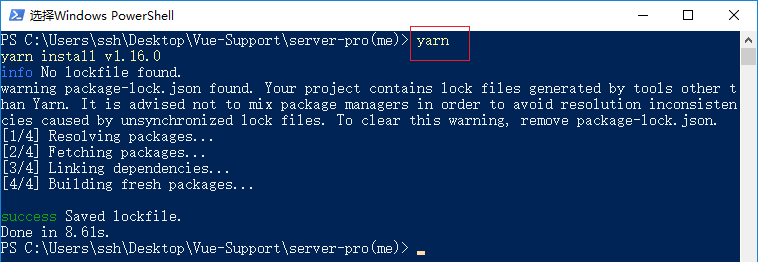 选择Windows PowerShell
PS C:\Users\ssh\Desktop\Vue-Support\server-pro(me)> yarn
yarn install v1.16.0
info No lockfile found.
warning package-lock.json found. Your project contains lock files generated by tools other t
han Yarn. It is advised not to mix package managers in order to avoid resolution inconsisten
cies caused by unsynchronized lock files. To clear this warning, remove package-lock.json.
[1/4] Resolving packages...
[2/4] Fetching packages...
[3/4] Linking dependencies...
[4/4] Building fresh packages...
success Saved lockfile.
Done in 8.61s.
PS C:\Users\ssh\Desktop\Vue-Support\server-pro(me)>